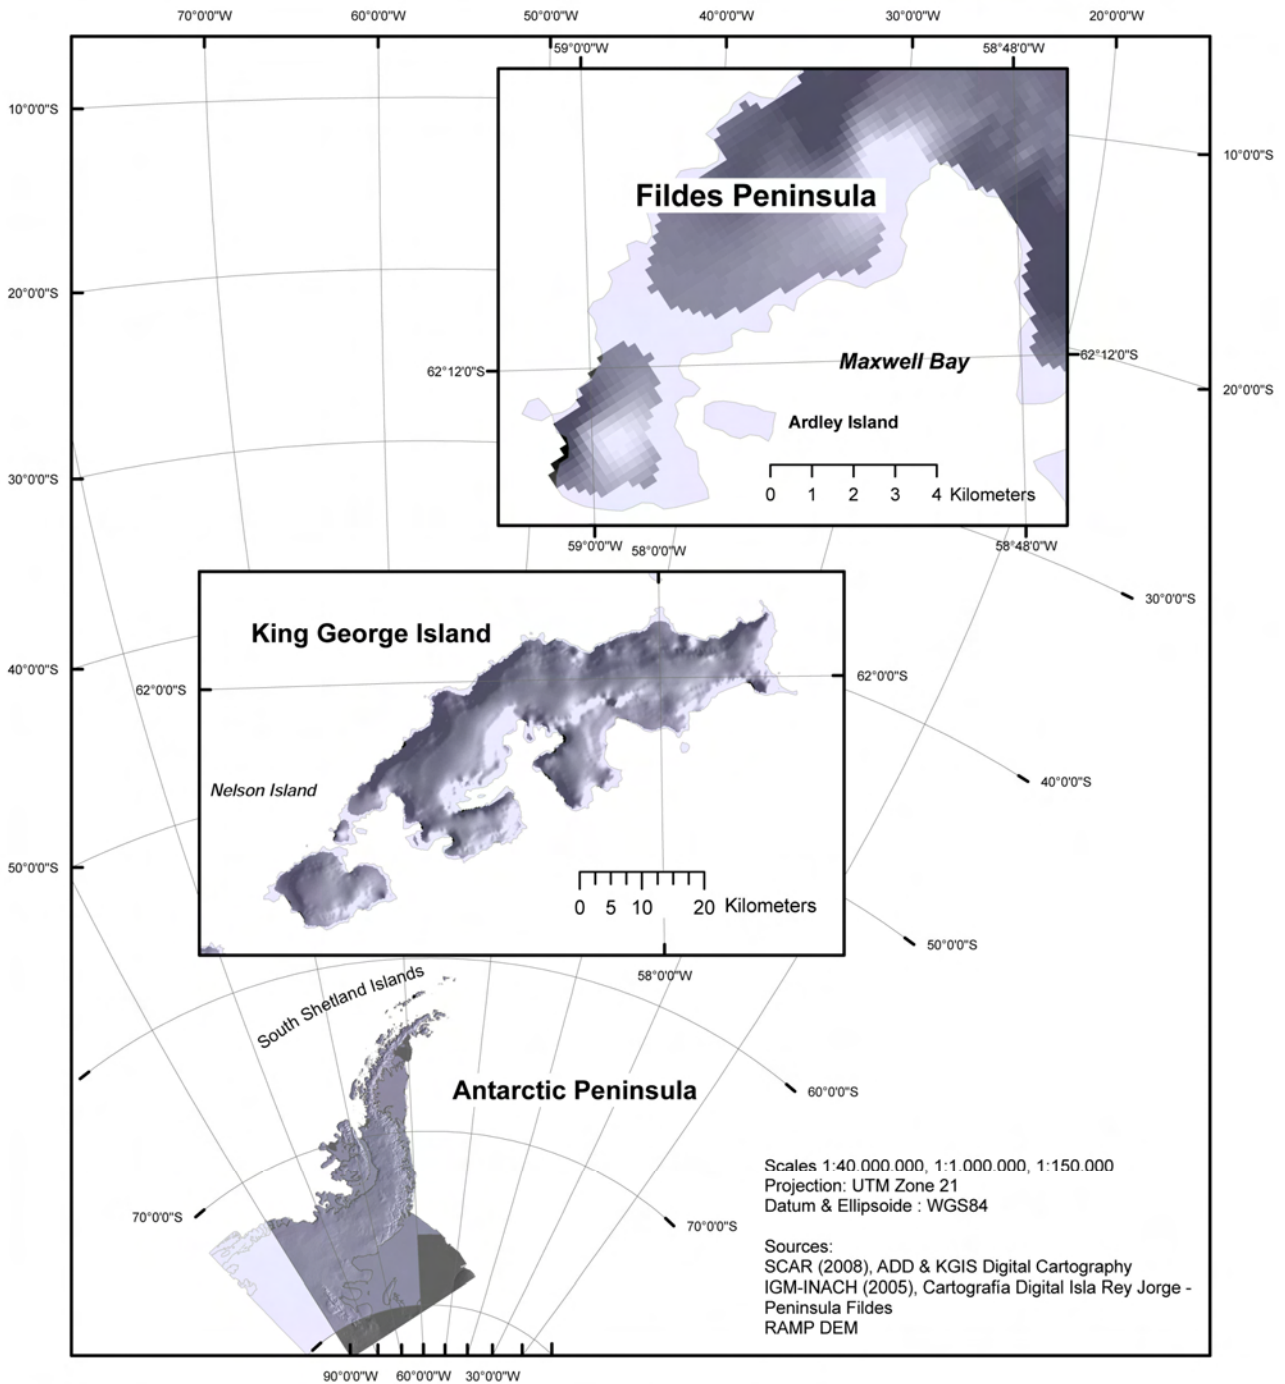 70°0'0"W 60°0'0"W 50°0'0"W 40°0'0"W 30°0'0"W 20°0'0"W
59°0'0"W 58°48'0"W
10°0'0"S
10°0'0"S
Fildes Peninsula
20°0'0"S
Maxwell Bay
62°12'0"S
62°12'0"S
20°0'0"S
Ardley Island
30°0'0"S
0 1 2 3 4 Kilometers
59°0'0"W 58°0'0"W 58°48'0"W
30°0'0"S
King George Island
40°0'0"S
62°0'0"S
62°0'0"S
Nelson Island
40°0'0"S
50°0'0"S
0 5 10 20 Kilometers
50°0'0"S
58°0'0"W
South Shetland Islands
Antarctic Peninsula
60°0'0"S
Scales 1:40.000.000, 1:1.000.000, 1:150.000
Projection: UTM Zone 21
Datum & Ellipsoide : WGS84
70°0'0"S
70°0'0"S
Sources:
SCAR (2008), ADD & KGIS Digital Cartography
IGM-INACH (2005), Cartografía Digital Isla Rey Jorge -
Peninsula Fildes
RAMP DEM
90°0'0"W 60°0'0"W 30°0'0"W